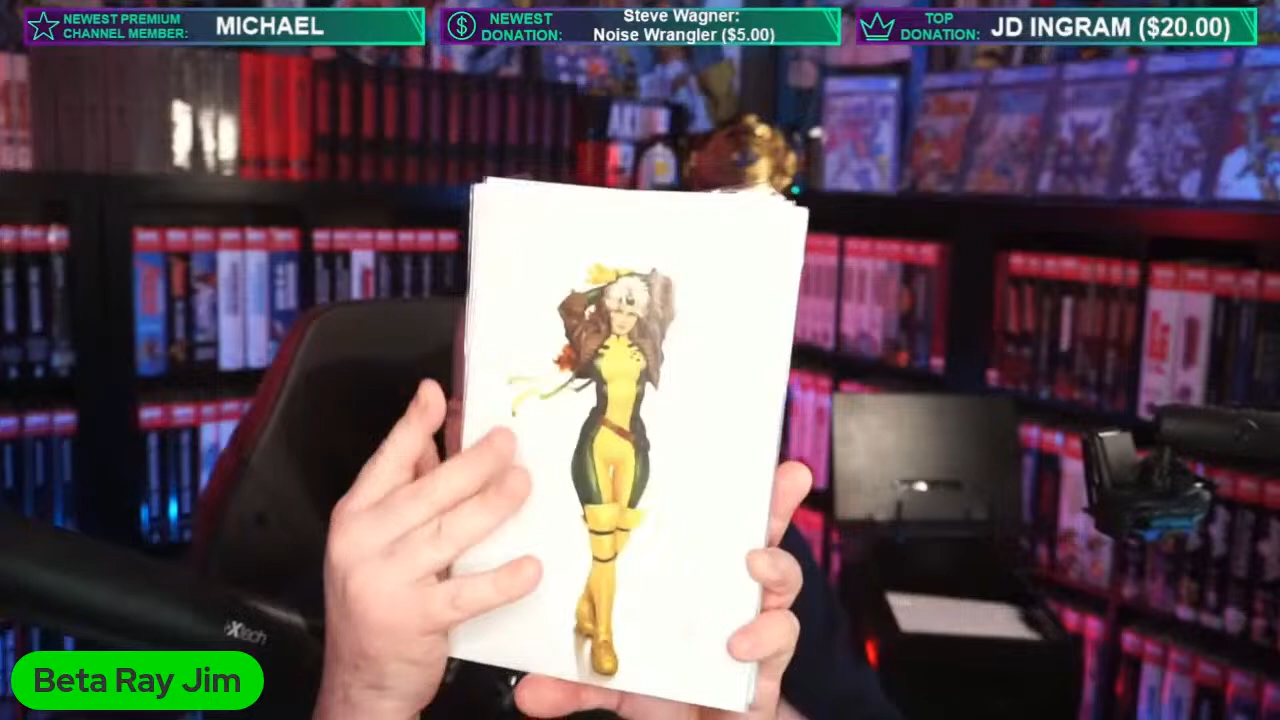 NEWEST PREMIUM
CHANNEL MEMBER:
MICHAEL
NEWEST
DONATION:
Steve Wagner:
Noise Wrangler ($5.00)
TOP
DONATION:
JD INGRAM ($20.00)
Xtech
Beta Ray Jim